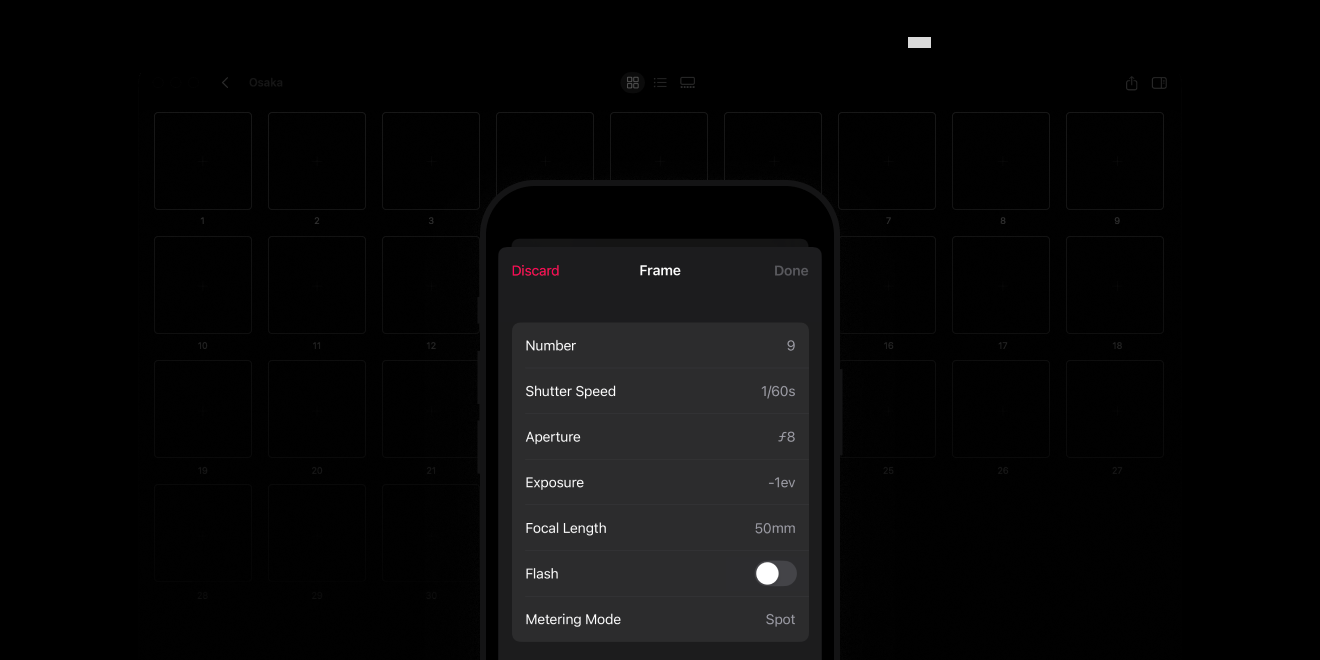 Osaka
1 2 3 7 8 9
Discard Frame Done
Number 9
10 11 12 16 17 18
Shutter Speed 1/60s
Aperture ƒ8
19 20 21 25 26 27
Exposure -1ev
Focal Length 50mm
Flash
28 29 30
Metering Mode Spot